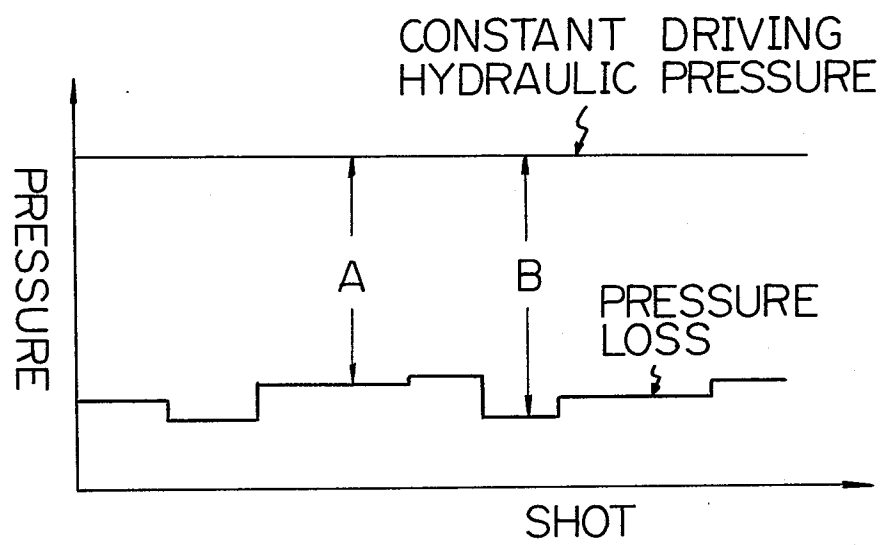 CONSTANT DRIVING
HYDRAULIC PRESSURE
PRESSURE
A
B
PRESSURE
LOSS
SHOT